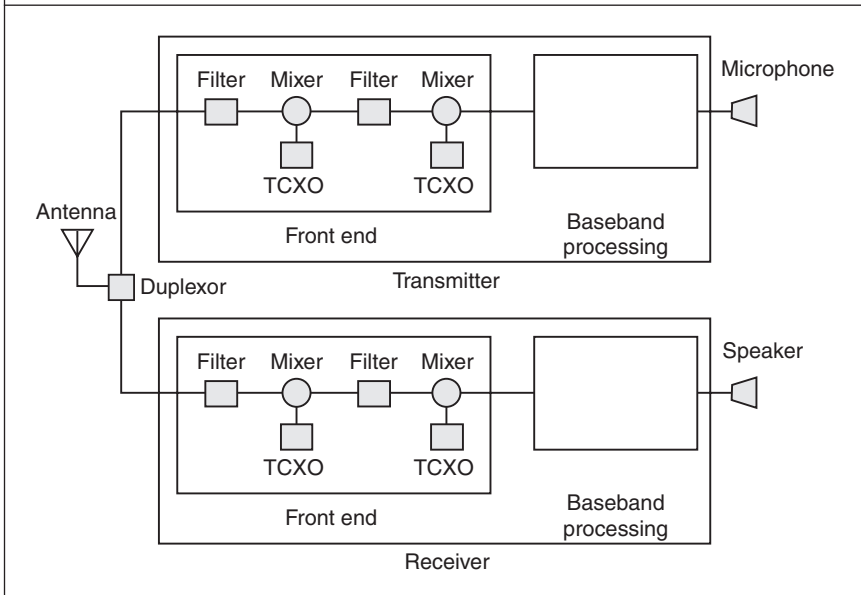 Filter Mixer Filter Mixer
Microphone
TCXO TCXO
Antenna
Front end
Baseband
processing
Transmitter
Duplexor
Filter Mixer Filter Mixer
Speaker
TCXO TCXO
Front end
Baseband
processing
Receiver